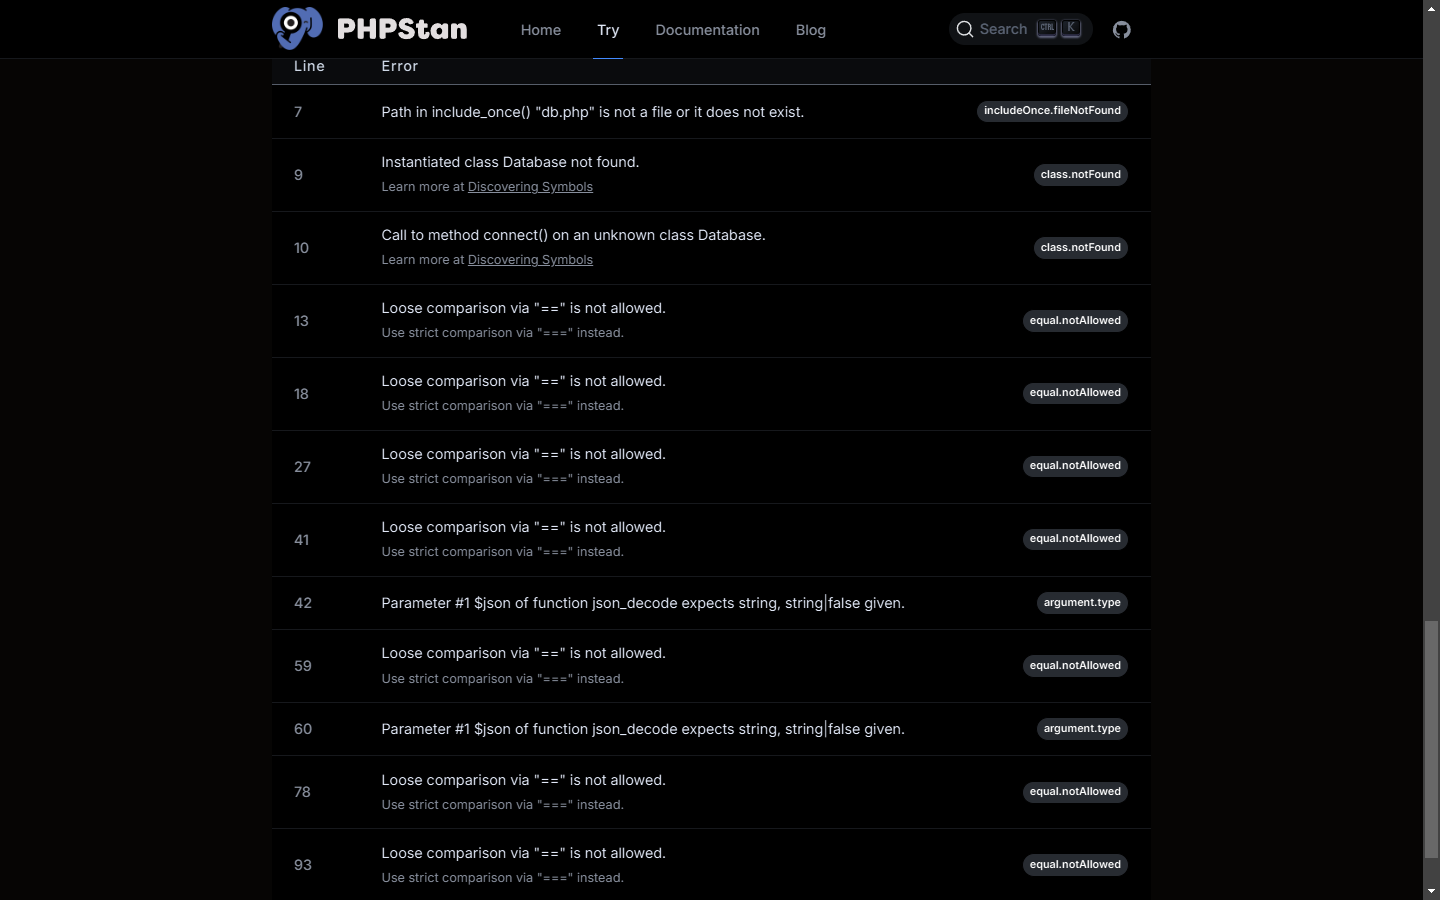 PHPStan Home Try Documentation Blog Search CTRL K
Line Error
7 Path in include_once() "db.php" is not a file or it does not exist. includeOnce.fileNotFound
Instantiated class Database not found.
9 class.notFound
Learn more at Discovering Symbols
Call to method connect() on an unknown class Database.
10 class.notFound
Learn more at Discovering Symbols
Loose comparison via "==" is not allowed.
13 equal.notAllowed
Use strict comparison via "===" instead.
Loose comparison via "==" is not allowed.
18 equal.notAllowed
Use strict comparison via "===" instead.
Loose comparison via "==" is not allowed.
27 equal.notAllowed
Use strict comparison via "===" instead.
Loose comparison via "==" is not allowed.
41 equal.notAllowed
Use strict comparison via "===" instead.
42 Parameter #1 $json of function json_decode expects string, string|false given. argument.type
Loose comparison via "==" is not allowed.
59 equal.notAllowed
Use strict comparison via "===" instead.
60 Parameter #1 $json of function json_decode expects string, string|false given. argument.type
Loose comparison via "==" is not allowed.
78 equal.notAllowed
Use strict comparison via "===" instead.
Loose comparison via "==" is not allowed.
93 equal.notAllowed
Use strict comparison via "===" instead.